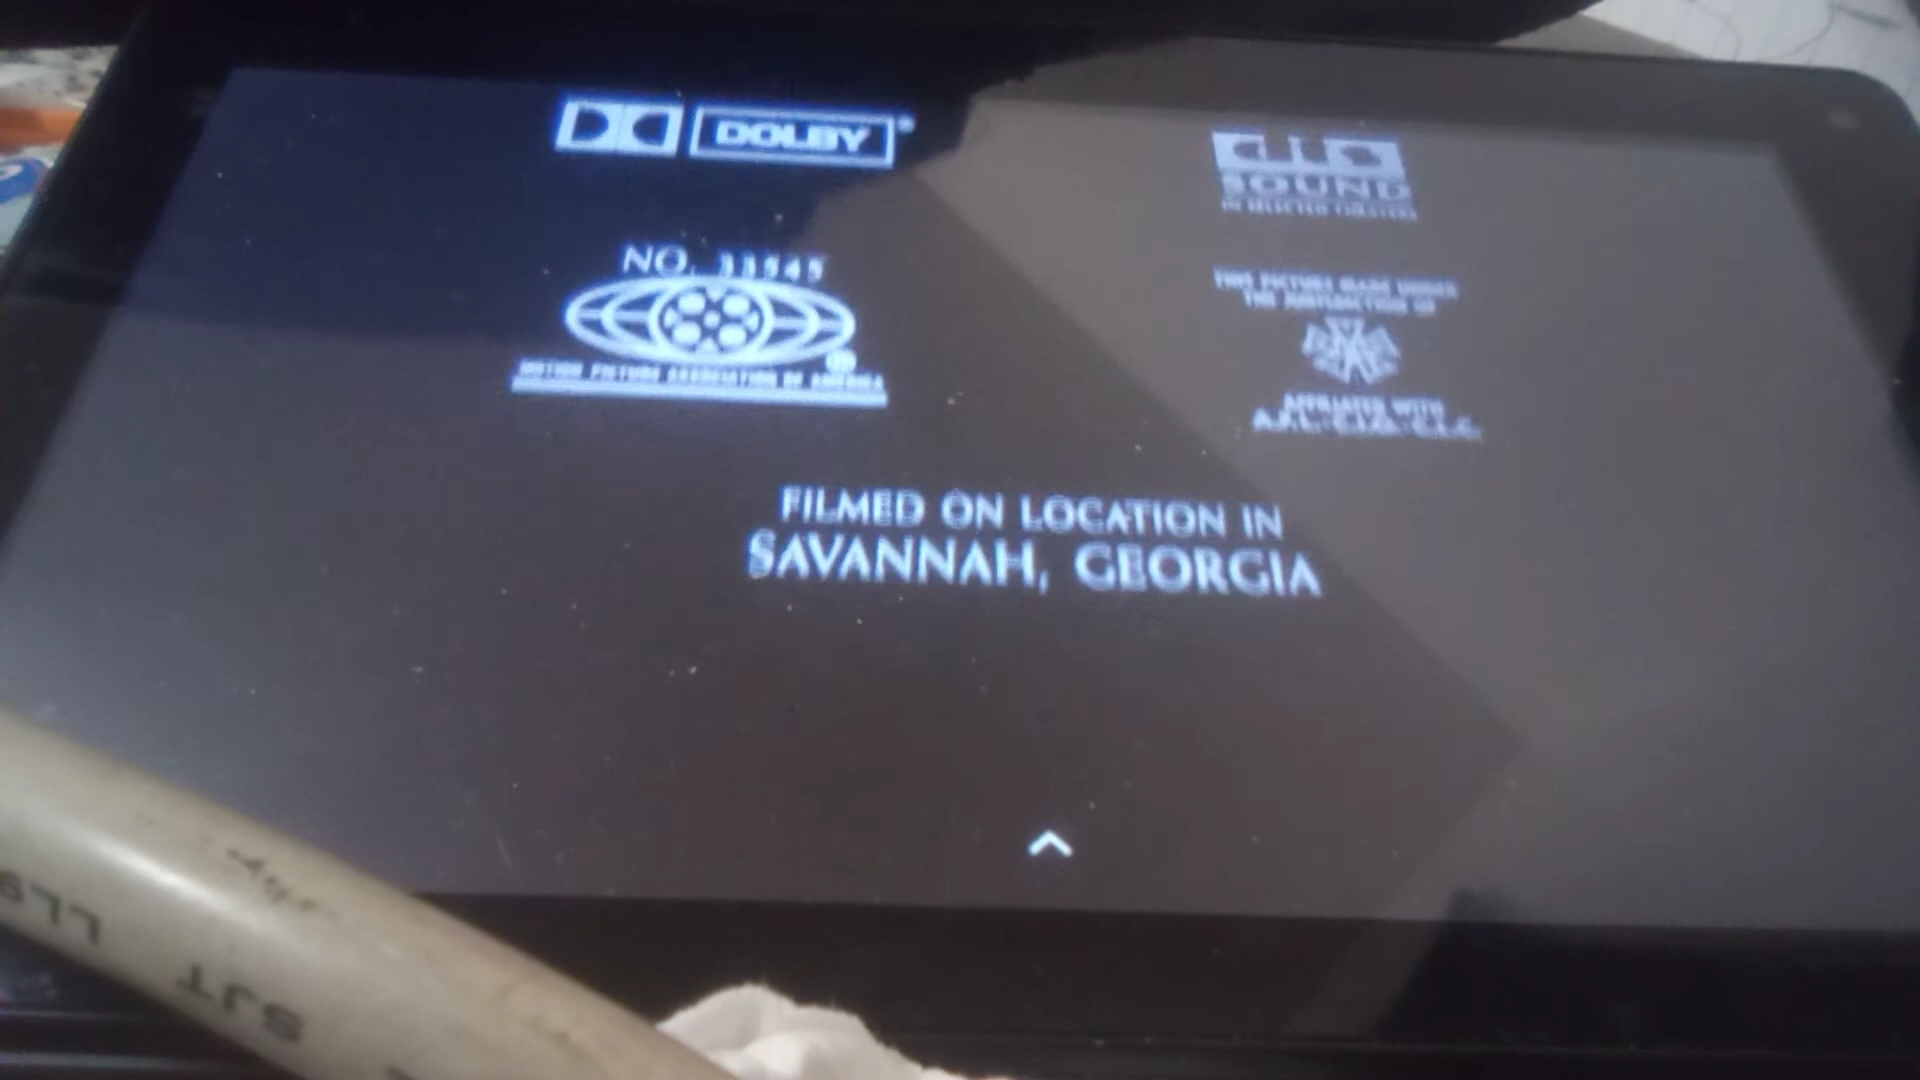 DOLBY®
SOUND
IN SELECTED THEATERS
NO. 33545
®
MOTION PICTURE ASSOCIATION OF AMERICA
THIS PICTURE MADE UNDER
THE JURISDICTION OF
AFFILIATED WITH
A.F.L.-C.I.O.-C.L.C.
FILMED ON LOCATION IN
SAVANNAH, GEORGIA
SJT